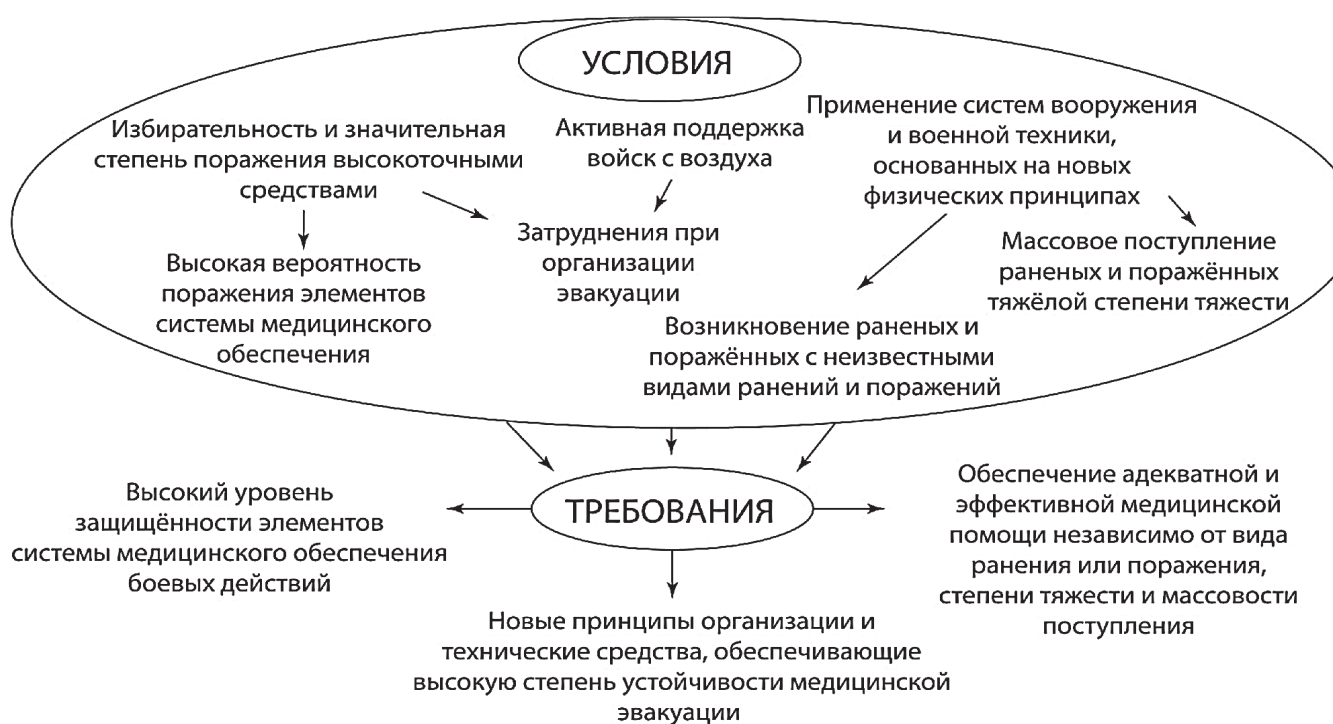 УСЛОВИЯ
Избирательность и значительная
степень поражения высокоточными
средствами
Активная поддержка
войск с воздуха
Применение систем вооружения
и военной техники,
основанных на новых
физических принципах
Высокая вероятность
поражения элементов
системы медицинского
обеспечения
Затруднения при
организации
эвакуации
Возникновение раненых и
поражённых с неизвестными
видами ранений и поражений
Массовое поступление
раненых и поражённых
тяжёлой степени тяжести
ТРЕБОВАНИЯ
Высокий уровень
защищённости элементов
системы медицинского обеспечения
боевых действий
Новые принципы организации и
технические средства, обеспечивающие
высокую степень устойчивости медицинской
эвакуации
Обеспечение адекватной и
эффективной медицинской
помощи независимо от вида
ранения или поражения,
степени тяжести и массовости
поступления